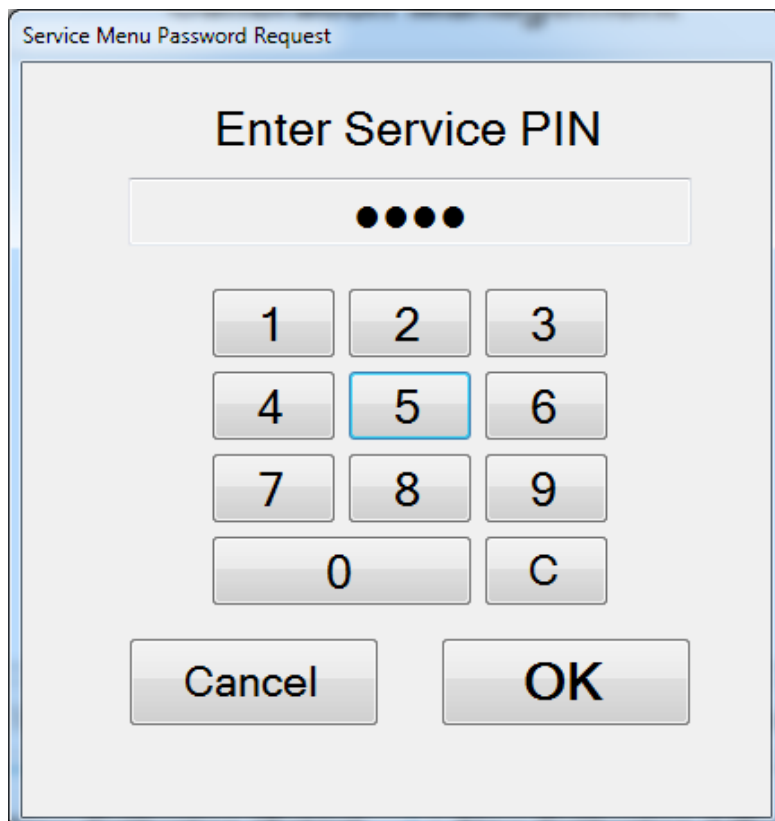 Service Menu Password Request
Enter Service PIN
●●●●
1 2 3
4 5 6
7 8 9
0 C
Cancel OK